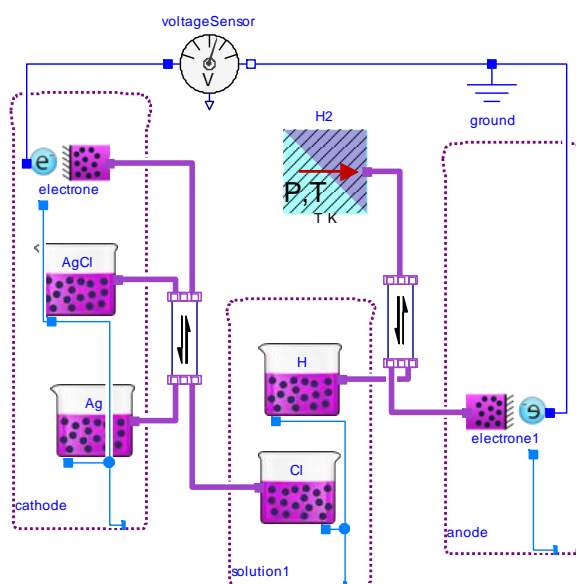 voltageSensor
V
H2
ground
e-
electrone
P,T
T K
AgCl
H
Ag
e-
electrone1
Cl
cathode
anode
solution1